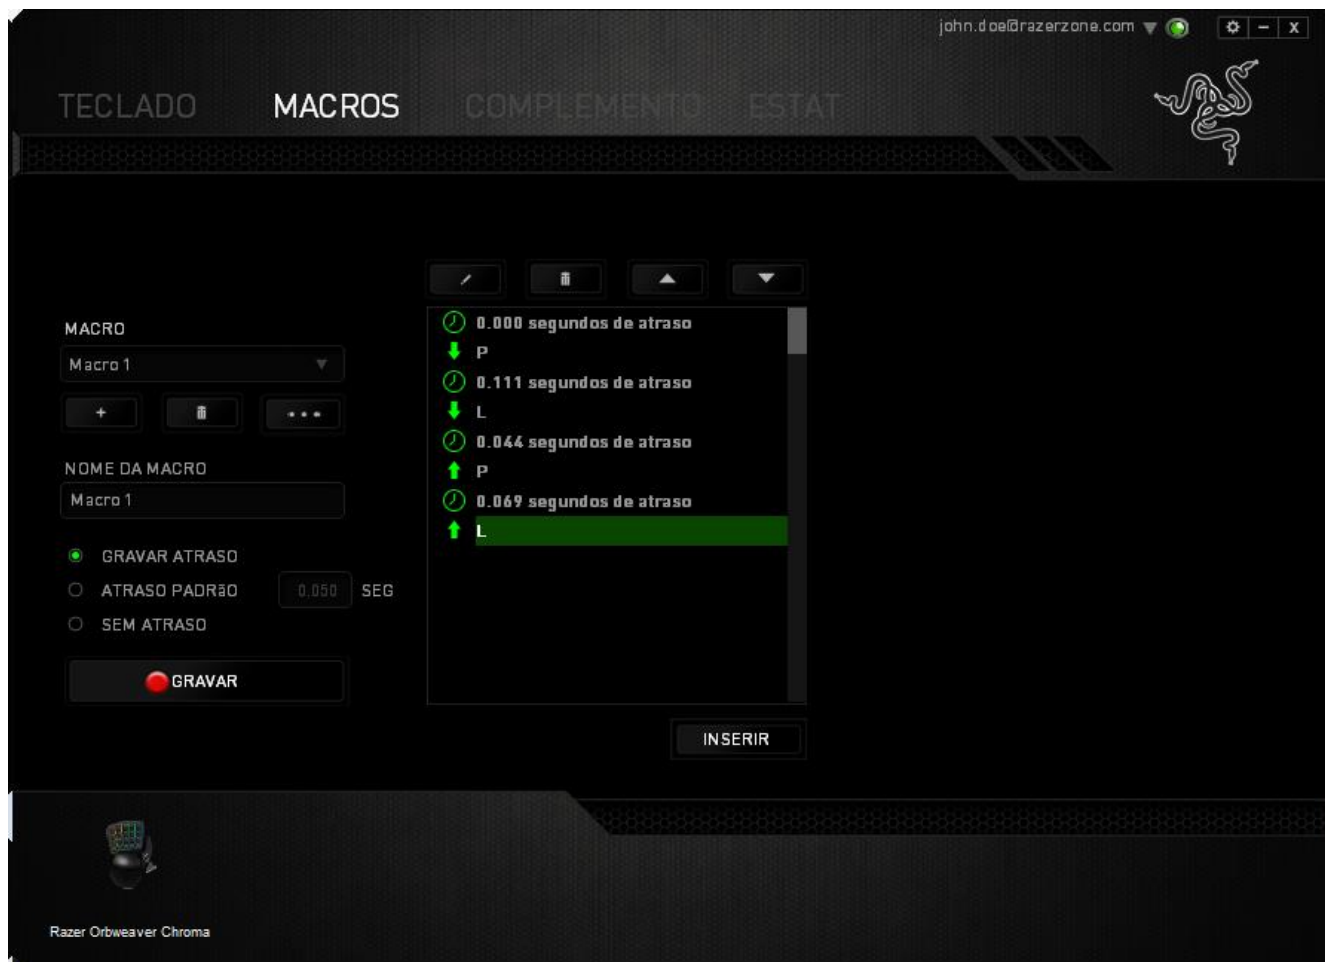 john.doe@razerzone.com
TECLADO MACROS COMPLEMENTO ESTAT
MACRO
Macro 1
NOME DA MACRO
Macro 1
GRAVAR ATRASO
ATRASO PADRãO 0.050 SEG
SEM ATRASO
GRAVAR
0.000 segundos de atraso
P
0.111 segundos de atraso
L
0.044 segundos de atraso
P
0.069 segundos de atraso
L
INSERIR
Razer Orbweaver Chroma